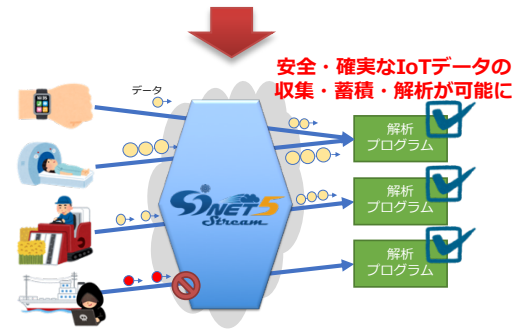 安全・確実なIoTデータの
収集・蓄積・解析が可能に
データ
解析
プログラム
SINET5
Stream
解析
プログラム
解析
プログラム